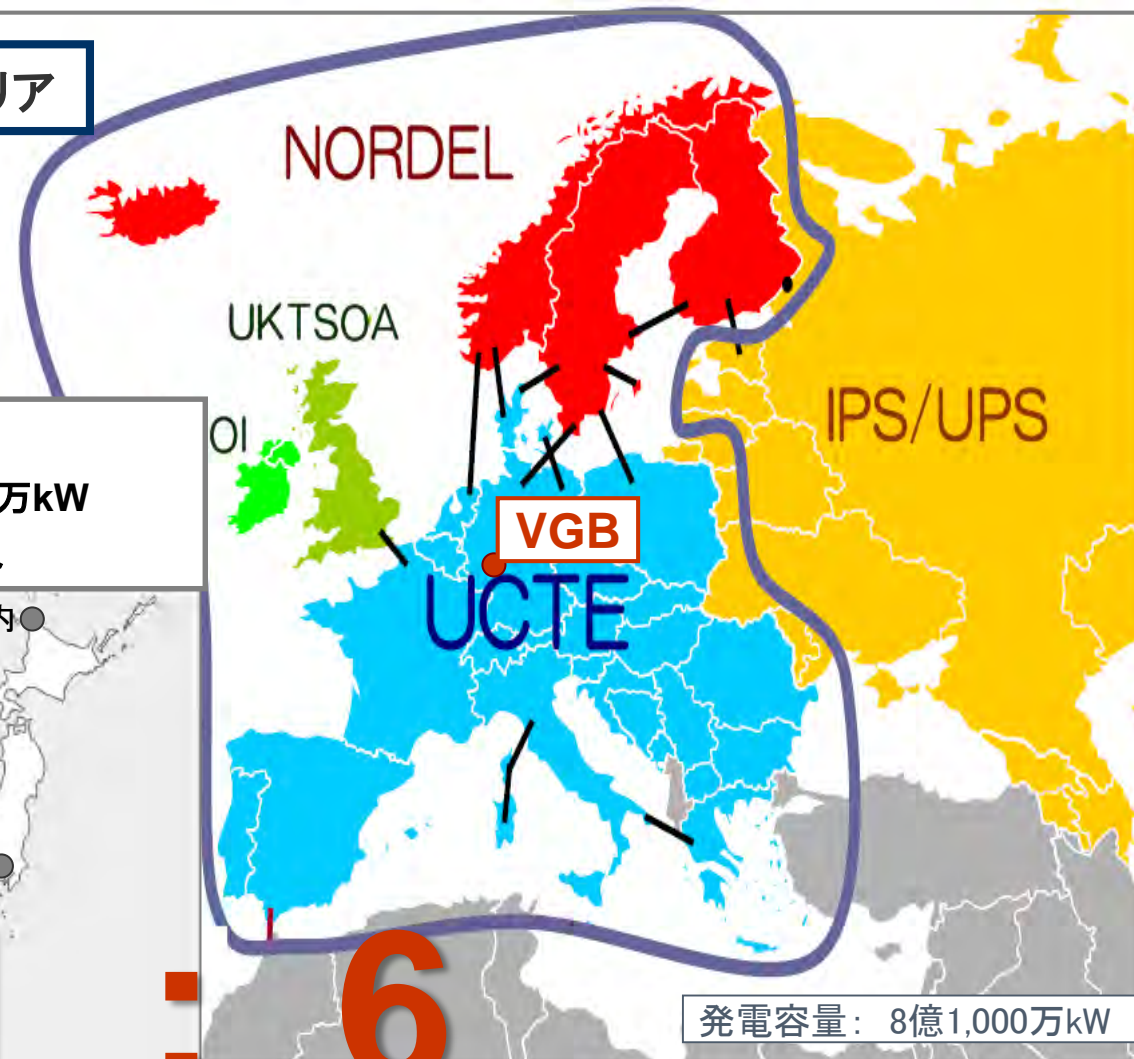 リア
NORDEL
UKTSOA
OI
IPS/UPS
万kW
VGB
UCTE
内
: 6
発電容量： 8億1,000万kW